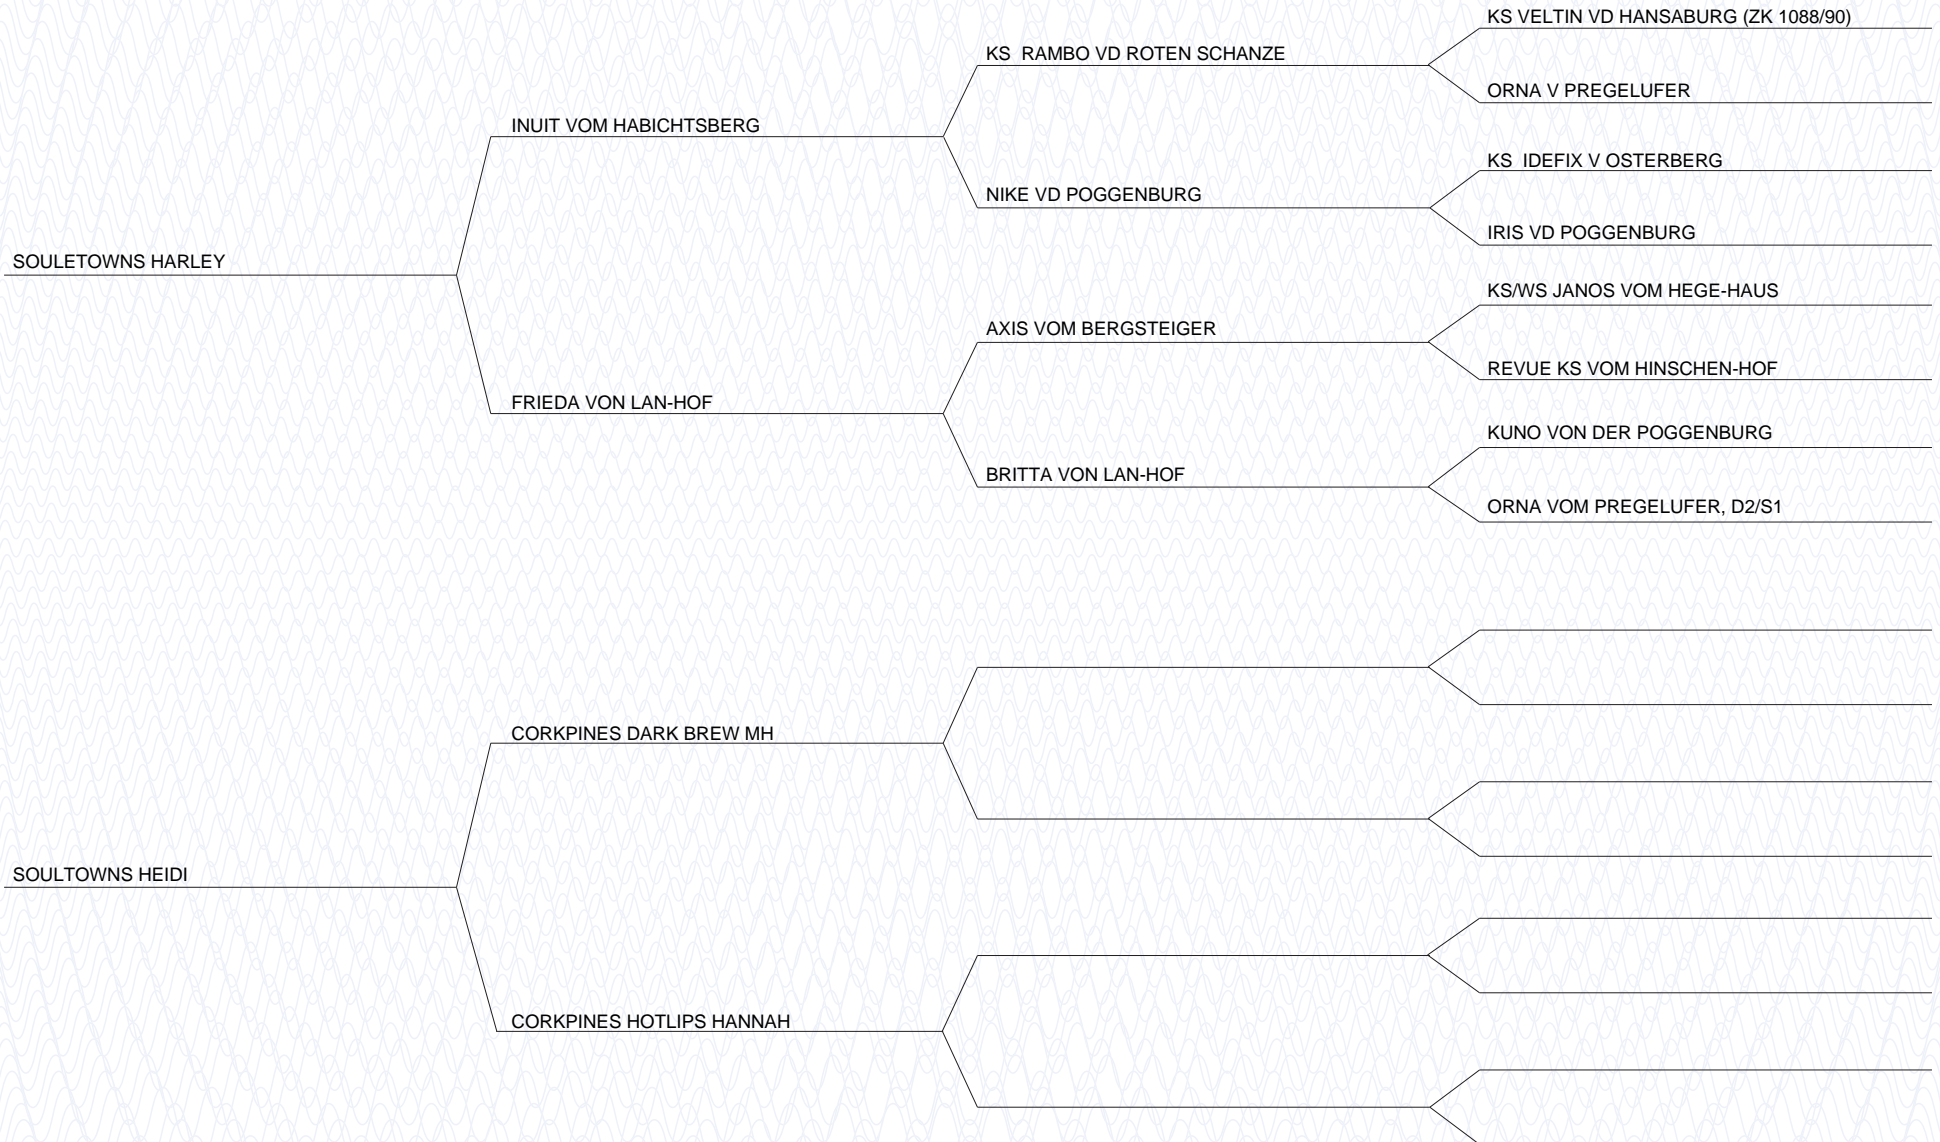 KS VELTIN VD HANSABURG (ZK 1088/90)
KS  RAMBO VD ROTEN SCHANZE
ORNA V PREGELUFER
INUIT VOM HABICHTSBERG
KS  IDEFIX V OSTERBERG
NIKE VD POGGENBURG
IRIS VD POGGENBURG
SOULETOWNS HARLEY
KS/WS JANOS VOM HEGE-HAUS
AXIS VOM BERGSTEIGER
REVUE KS VOM HINSCHEN-HOF
FRIEDA VON LAN-HOF
KUNO VON DER POGGENBURG
BRITTA VON LAN-HOF
ORNA VOM PREGELUFER, D2/S1
CORKPINES DARK BREW MH
SOULTOWNS HEIDI
CORKPINES HOTLIPS HANNAH